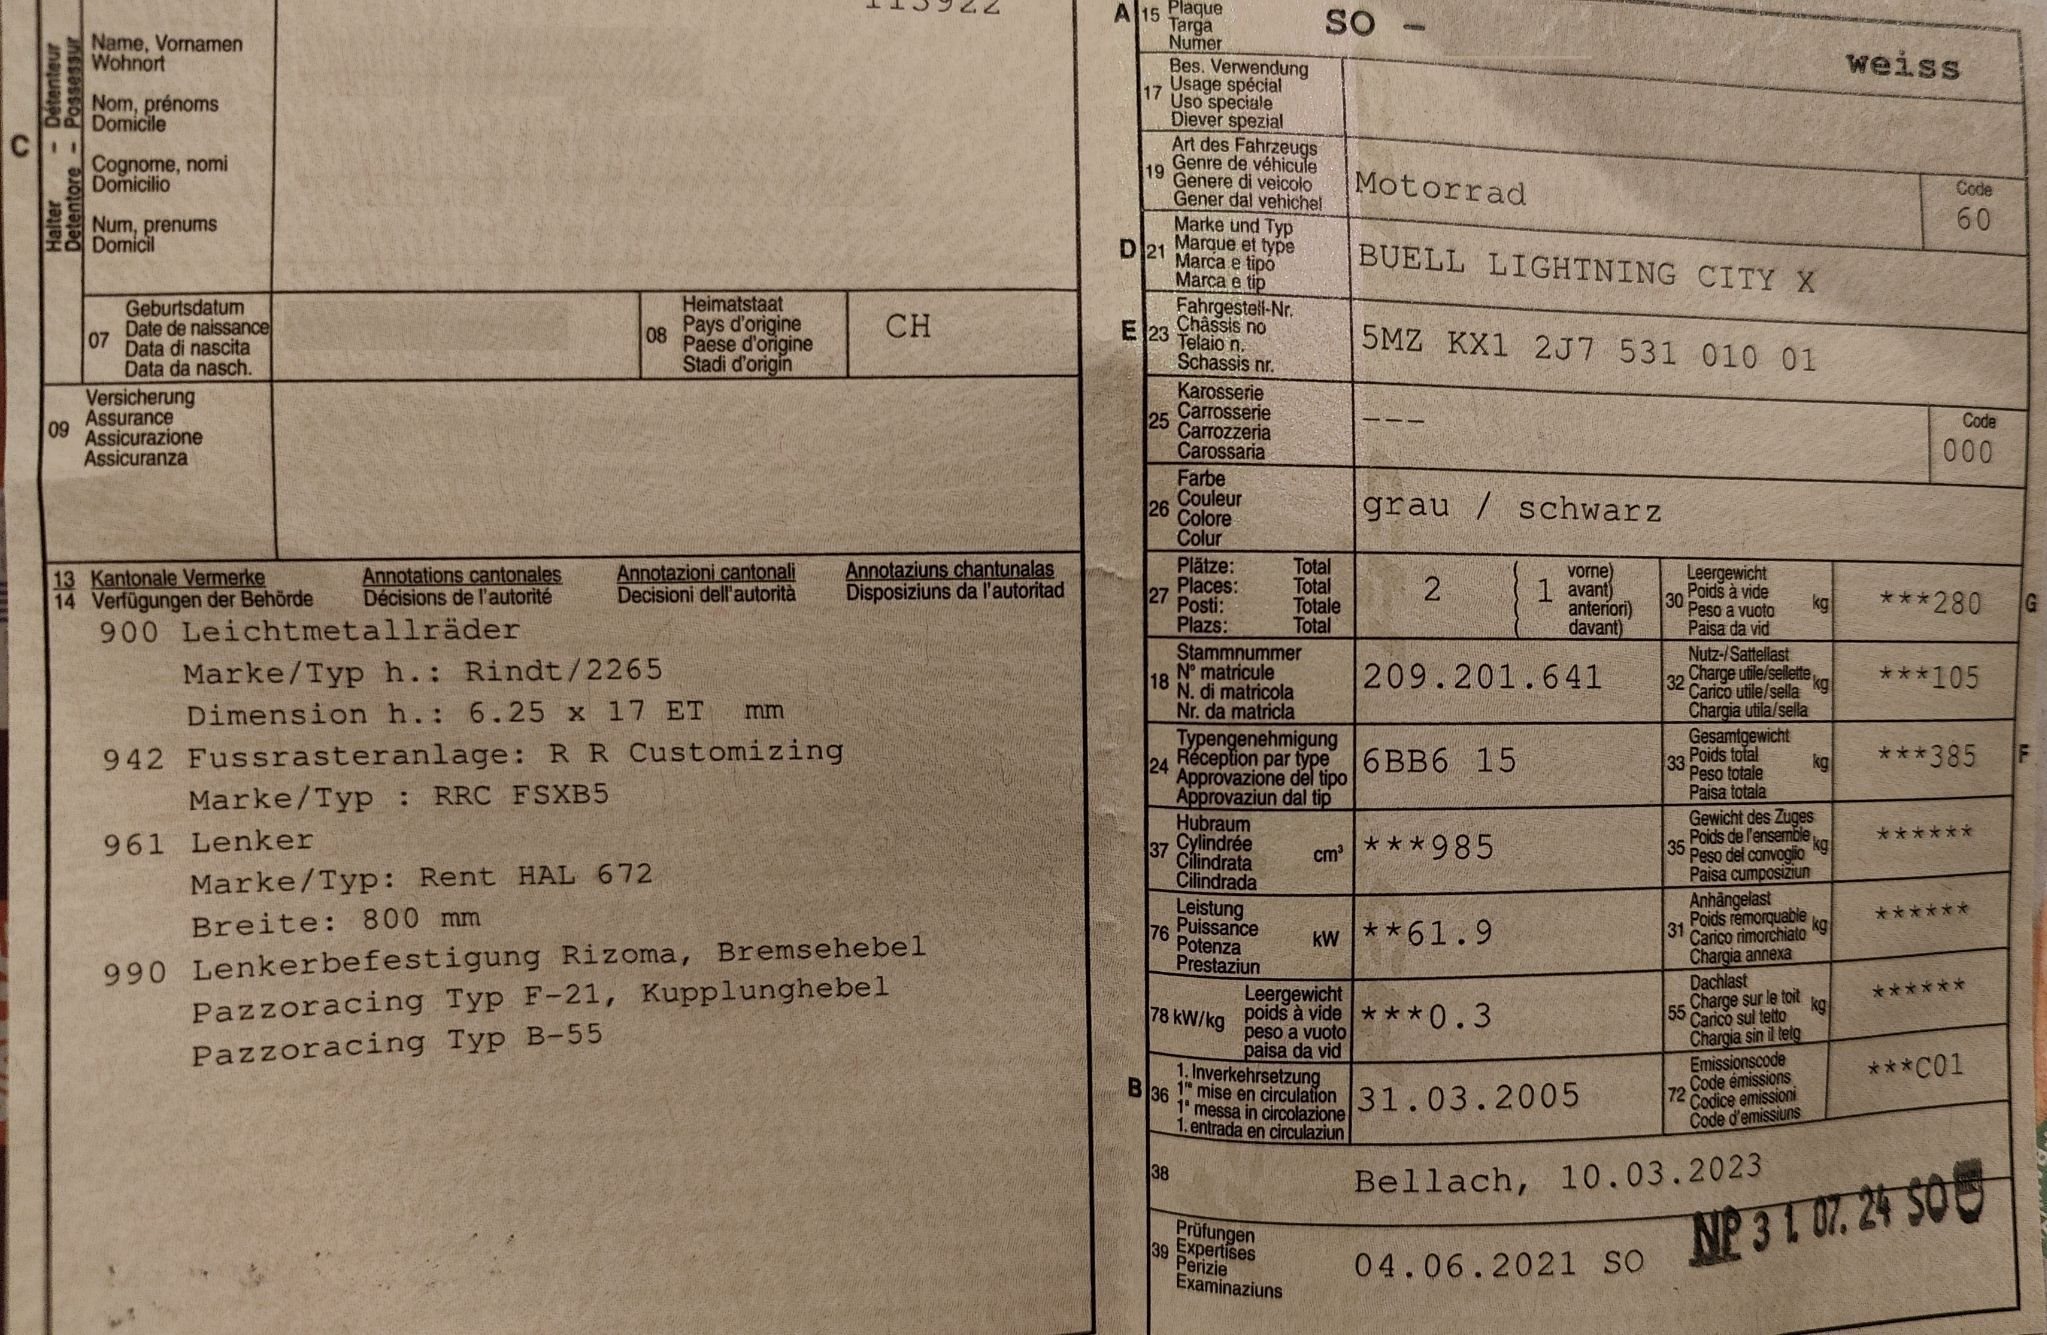 Halter - Détenteur
Detentore - Possessur
C
Name, Vornamen
Wohnort
Nom, prénoms
Domicile
Cognome, nomi
Domicilio
Num, prenums
Domicil
07
Geburtsdatum
Date de naissance
Data di nascita
Data da nasch.
08
Heimatstaat
Pays d'origine
Paese d'origine
Stadi d'origin
CH
09
Versicherung
Assurance
Assicurazione
Assicuranza
13 Kantonale Vermerke Annotations cantonales Annotazioni cantonali Annotaziuns chantunalas
14 Verfügungen der Behörde Décisions de l'autorité Decisioni dell'autorità Disposiziuns da l'autoritad
900 Leichtmetallräder
Marke/Typ h.: Rindt/2265
Dimension h.: 6.25 x 17 ET mm
942 Fussrasteranlage: R R Customizing
Marke/Typ : RRC FSXB5
961 Lenker
Marke/Typ: Rent HAL 672
Breite: 800 mm
990 Lenkerbefestigung Rizoma, Bremsehebel
Pazzoracing Typ F-21, Kupplunghebel
Pazzoracing Typ B-55
A 15
Plaque
Targa
Numer
SO -
weiss
17
Bes. Verwendung
Usage spécial
Uso speciale
Diever spezial
19
Art des Fahrzeugs
Genre de véhicule
Genere di veicolo
Gener dal vehichel
Motorrad
Code
60
D 21
Marke und Typ
Marque et type
Marca e tipo
Marca e tip
BUELL LIGHTNING CITY X
E 23
Fahrgestell-Nr.
Châssis no
Telaio n.
Schassis nr.
5MZ KX1 2J7 531 010 01
25
Karosserie
Carrosserie
Carrozzeria
Carossaria
---
Code
000
26
Farbe
Couleur
Colore
Colur
grau / schwarz
27
Plätze: Total
Places: Total
Posti: Totale
Plazs: Total
2
1
vorne)
avant)
anteriori)
davant)
30
Leergewicht
Poids à vide
Peso a vuoto
Paisa da vid
kg
***280
G
18
Stammnummer
N° matricule
N. di matricola
Nr. da matricla
209.201.641
32
Nutz-/Sattellast
Charge utile/sellette
Carico utile/sella
Chargia utila/sella
kg
***105
24
Typengenehmigung
Réception par type
Approvazione del tipo
Approvaziun dal tip
6BB6 15
33
Gesamtgewicht
Poids total
Peso totale
Paisa totala
kg
***385
F
37
Hubraum
Cylindrée
Cilindrata
Cilindrada
cm³
***985
35
Gewicht des Zuges
Poids de l'ensemble
Peso del convoglio
Paisa cumposiziun
kg
******
76
Leistung
Puissance
Potenza
Prestaziun
kW
**61.9
31
Anhängelast
Poids remorquable
Carico rimorchiato
Chargia annexa
kg
******
78 kW/kg
Leergewicht
poids à vide
peso a vuoto
paisa da vid
***0.3
55
Dachlast
Charge sur le toit
Carico sul tetto
Chargia sin il tetg
kg
******
B 36
1. Inverkehrsetzung
1re mise en circulation
1a messa in circolazione
1. entrada en circulaziun
31.03.2005
72
Emissionscode
Code émissions
Codice emissioni
Code d'emissiuns
***C01
38
Bellach, 10.03.2023
39
Prüfungen
Expertises
Perizie
Examinaziuns
04.06.2021 SO
NP 31.07.24 SO